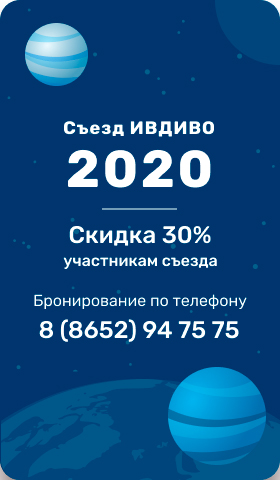 Съезд ИВДИВО
2020
Скидка 30%
участникам съезда
Бронирование по телефону
8 (8652) 94 75 75